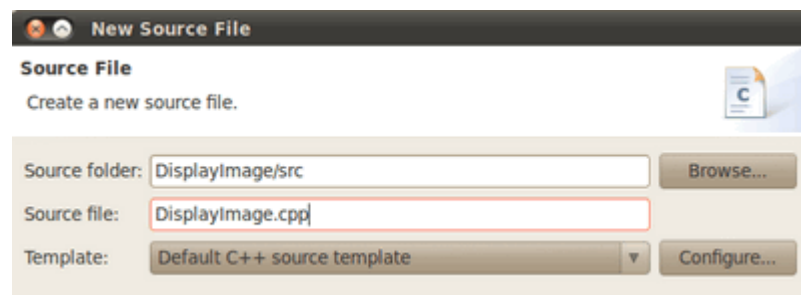 New Source File
Source File
Create a new source file.
C
Source folder: DisplayImage/src Browse...
Source file: DisplayImage.cpp
Template: Default C++ source template Configure...